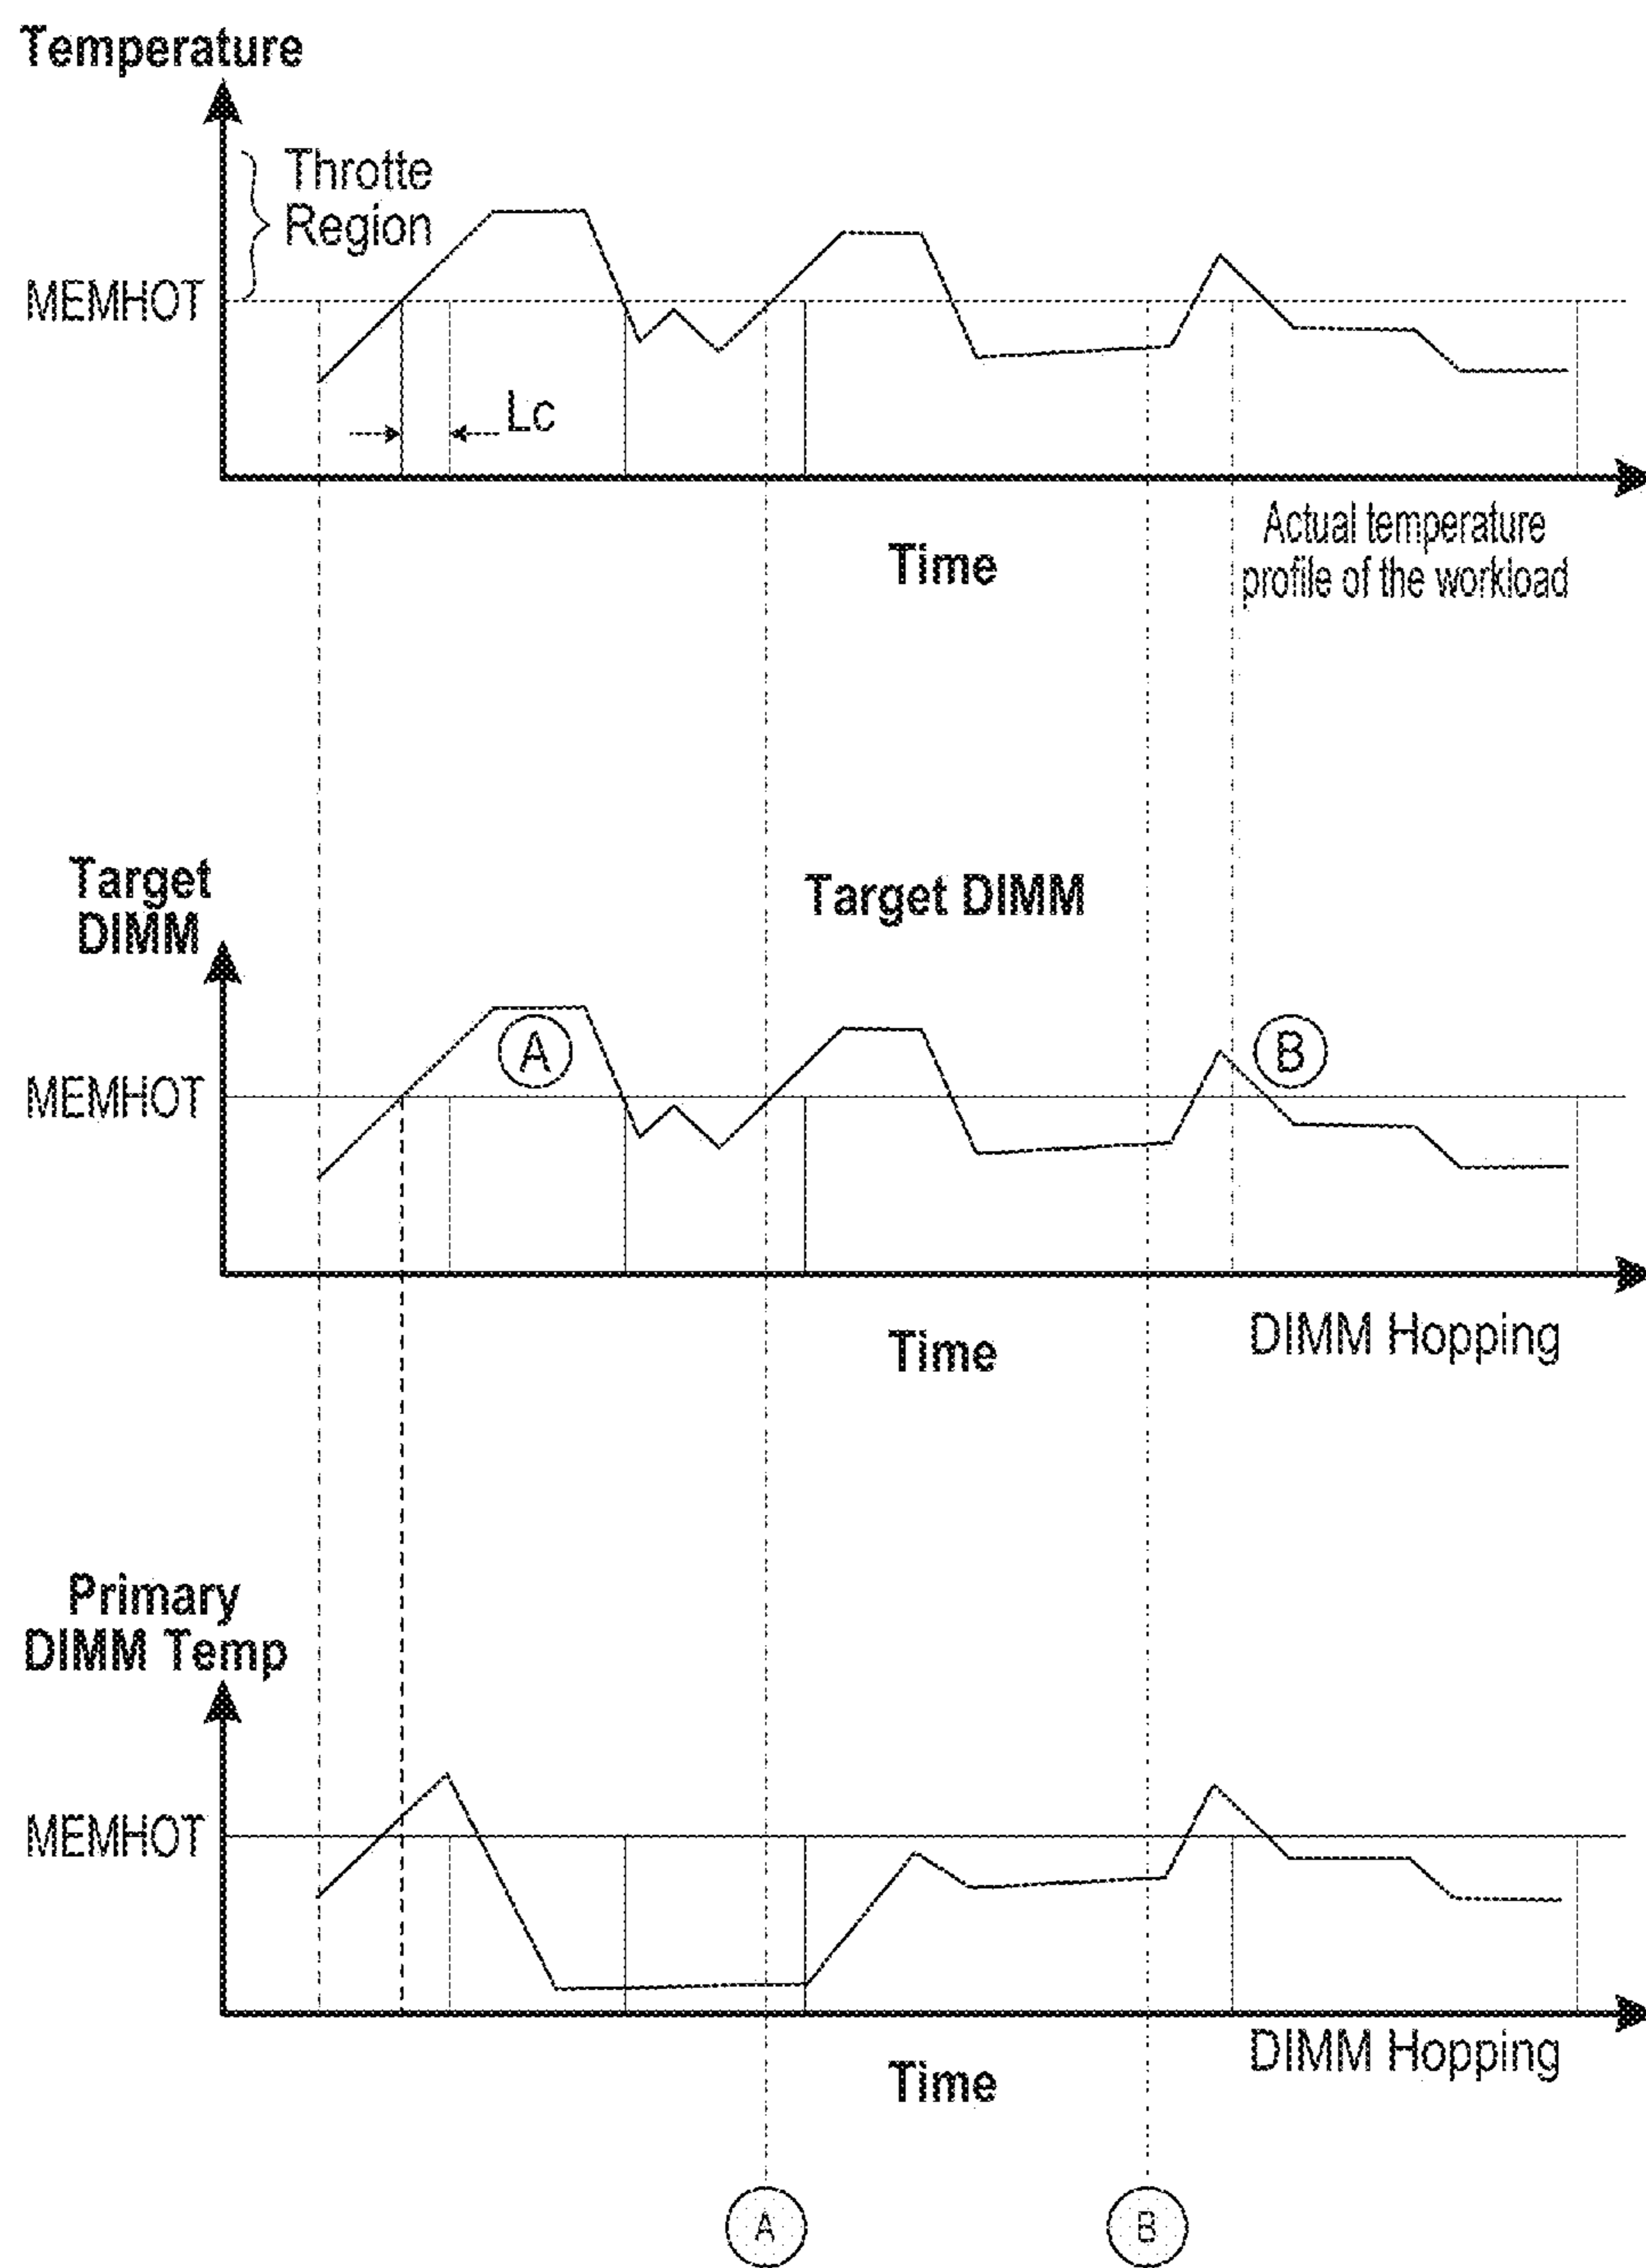 Temperature
Throtte
Region
MEMHOT
Lc
Time
Actual temperature
profile of the workload
Target
DIMM
Target DIMM
A
B
MEMHOT
Time
DIMM Hopping
Primary
DIMM Temp
MEMHOT
Time
DIMM Hopping
A
B